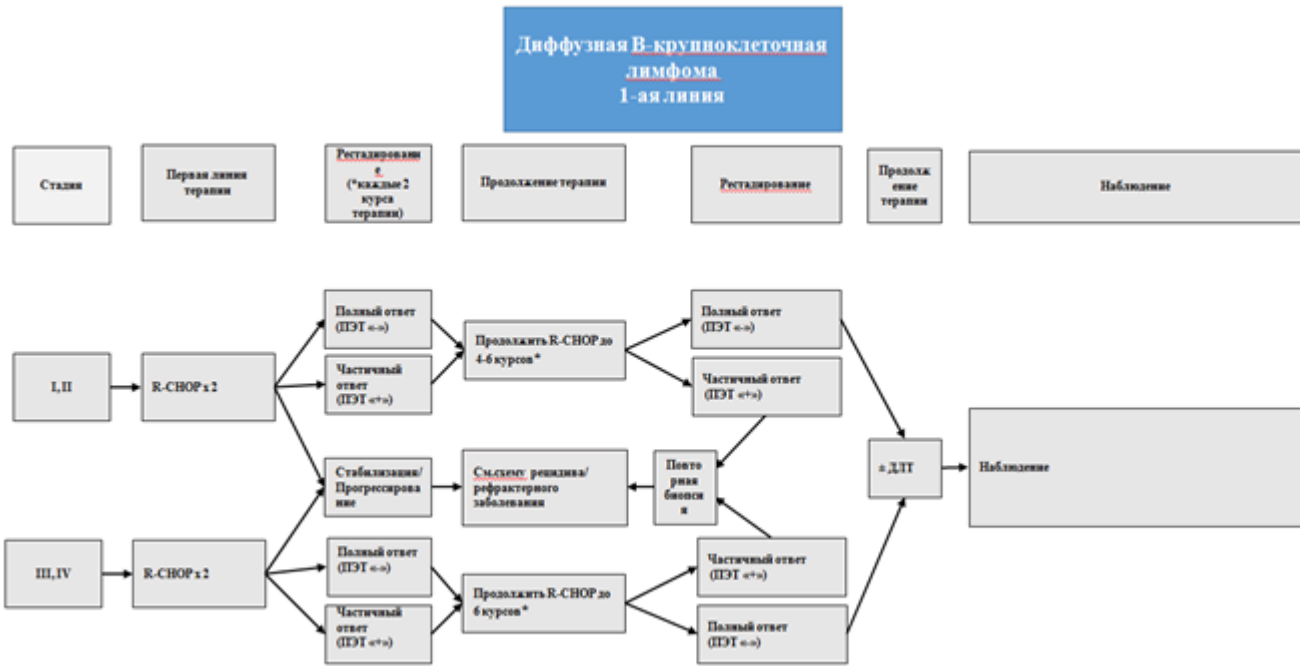 Диффузная В-крупноклеточная
лимфома
1-ая линия
Стадия
Первая линия
терапии
Рестадировани
е
(*каждые 2
курса
терапии)
Продолжение терапии
Рестадирование
Продолж
ение
терапии
Наблюдение
Полный ответ
(ПЭТ «-»)
Частичный
ответ
(ПЭТ «+»)
I, II
R-CHOP x 2
Продолжить R-CHOP до
4-6 курсов*
Полный ответ
(ПЭТ «-»)
Частичный ответ
(ПЭТ «+»)
Стабилизация/
Прогрессирова
ние
См.схему рецидива/
рефрактерного
заболевания
Повто
рная
биопси
я
± ДЛТ
Наблюдение
III, IV
R-CHOP x 2
Полный ответ
(ПЭТ «-»)
Частичный
ответ
(ПЭТ «+»)
Продолжить R-CHOP до
6 курсов*
Частичный ответ
(ПЭТ «+»)
Полный ответ
(ПЭТ «-»)